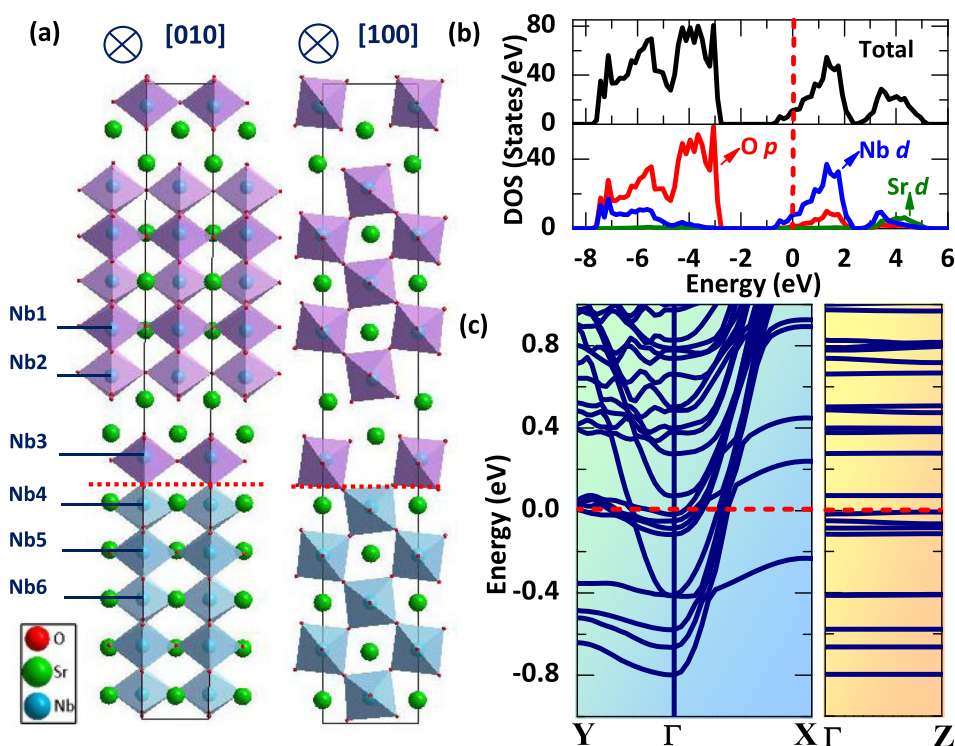 (a)
[010]
[100]
Nb1
Nb2
Nb3
Nb4
Nb5
Nb6
O
Sr
Nb
(b)
DOS (States/eV)
80
40
0
40
0
Total
O p
Nb d
Sr d
-8 -6 -4 -2 0 2 4 6
Energy (eV)
(c)
Energy (eV)
0.8
0.4
0.0
-0.4
-0.8
Y Γ X Γ Z